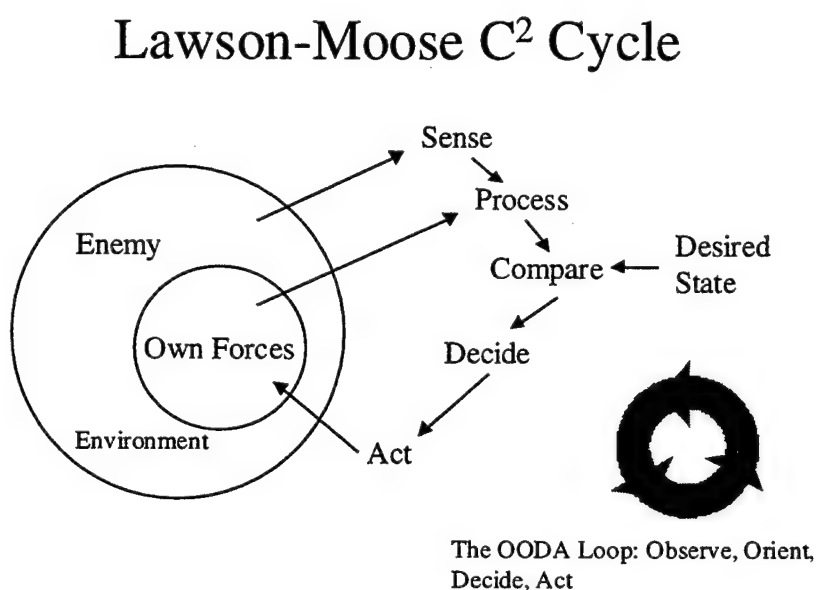 Lawson-Moose C² Cycle
Sense
Process
Enemy
Compare
Desired
State
Own Forces
Decide
Environment
Act
The OODA Loop: Observe, Orient,
Decide, Act